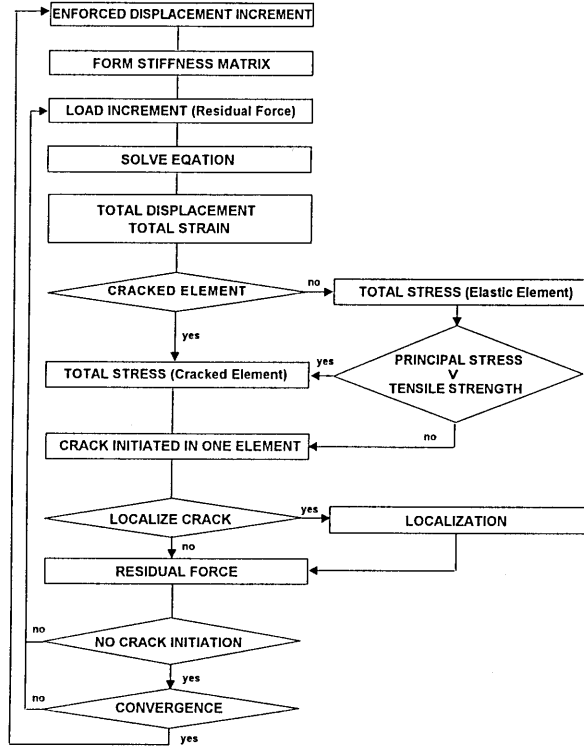 ENFORCED DISPLACEMENT INCREMENT
FORM STIFFNESS MATRIX
LOAD INCREMENT (Residual Force)
SOLVE EQATION
TOTAL DISPLACEMENT
TOTAL STRAIN
CRACKED ELEMENT
no
TOTAL STRESS (Elastic Element)
yes
PRINCIPAL STRESS
V
TENSILE STRENGTH
yes
TOTAL STRESS (Cracked Element)
no
CRACK INITIATED IN ONE ELEMENT
LOCALIZE CRACK
yes
LOCALIZATION
no
RESIDUAL FORCE
no
NO CRACK INITIATION
yes
no
CONVERGENCE
yes